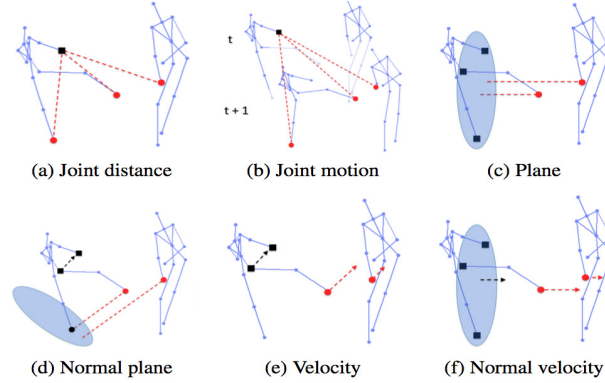 t
t + 1
(a) Joint distance
(b) Joint motion
(c) Plane
(d) Normal plane
(e) Velocity
(f) Normal velocity